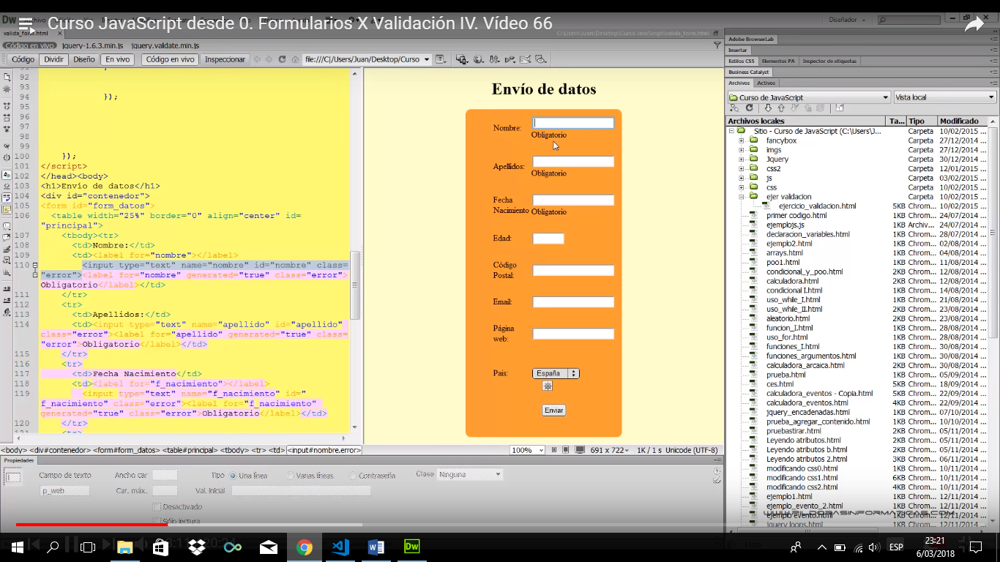 Curso JavaScript desde 0. Formularios X Validación IV. Vídeo 66
Dw
Diseñador
valida_form.html
C:\Users\Juan\Desktop\Curso JavaScript\valida_form.html
Código en vivo jquery-1.6.3.min.js jquery.validate.min.js
Código Dividir Diseño En vivo Código en vivo Inspeccionar file:///C|/Users/Juan/Desktop/Curso
92
93
94 });
95
96
97
98
99
100 });
101 </script>
102 </head><body>
103 <h1>Envío de datos</h1>
104 <div id="contenedor">
105 <form id="form_datos">
106 <table width="25%" border="0" align="center" id=
"principal">
107 <tbody><tr>
108 <td>Nombre:</td>
109 <td><label for="nombre"></label>
110 <input type="text" name="nombre" id="nombre" class=
"error"><label for="nombre" generated="true" class="error">
Obligatorio</label></td>
111 </tr>
112 <tr>
113 <td>Apellidos:</td>
114 <td><input type="text" name="apellido" id="apellido"
class="error"><label for="apellido" generated="true" class=
"error">Obligatorio</label></td>
115 </tr>
116 <tr>
117 <td>Fecha Nacimiento</td>
118 <td><label for="f_nacimiento"></label>
119 <input type="text" name="f_nacimiento" id="
f_nacimiento" class="error"><label for="f_nacimiento"
generated="true" class="error">Obligatorio</label></td>
120 </tr>
<tr>
Envío de datos
Nombre:
Obligatorio
Apellidos:
Obligatorio
Fecha
Nacimiento Obligatorio
Edad:
Código
Postal:
Email:
Página
web:
Pais: España
Enviar
<body> <div#contenedor> <form#form_datos> <table#principal> <tbody> <tr> <td> <input#nombre.error>
100% 691 x 722 1K / 1 s Unicode (UTF-8)
Propiedades
Campo de texto Ancho car Tipo Una línea Varias líneas Contraseña Clase Ninguna
p_web Car. máx. Val. inicial
Desactivado
Sólo lectura
Adobe BrowserLab
Insertar
Estilos CSS Elementos PA Inspector de etiquetas
Business Catalyst
Archivos Activos
Curso de JavaScript Vista local
Archivos locales Ta... Tipo Modificado
Sitio - Curso de JavaScript (C:\Users\J... Carpeta 10/02/2015 ...
fancybox Carpeta 27/12/2014 ...
imgs Carpeta 27/12/2014 ...
Jquery Carpeta 30/12/2014 ...
css2 Carpeta 12/01/2015 ...
js Carpeta 03/02/2015 ...
css Carpeta 10/02/2015 ...
ejer validacion Carpeta 10/02/2015 ...
ejercicio_validacion.html 5KB Chrom... 10/02/2015 ...
primer codigo.html 1KB Chrom... 24/07/2014 ...
ejemplojs.js 1KB Archiv... 24/07/2014 ...
declaracion_variables.html 1KB Chrom... 27/07/2014 ...
ejemplo2.html 1KB Chrom... 02/08/2014 ...
arrays.html 1KB Chrom... 04/08/2014 ...
poo1.html 1KB Chrom... 11/08/2014 ...
condicional_y_poo.html 1KB Chrom... 12/08/2014 ...
calculadora.html 1KB Chrom... 12/08/2014 ...
condicional I.html 1KB Chrom... 14/08/2014 ...
uso_while_I.html 1KB Chrom... 21/08/2014 ...
uso_while_II.html 1KB Chrom... 22/08/2014 ...
aleatorio.html 1KB Chrom... 22/08/2014 ...
funcion_I.html 1KB Chrom... 28/08/2014 ...
uso_for.html 1KB Chrom... 28/08/2014 ...
funciones_I.html 1KB Chrom... 30/08/2014 ...
funciones_argumentos.html 1KB Chrom... 30/08/2014 ...
calculadora_arcaica.html 2KB Chrom... 30/08/2014 ...
prueba.html 1KB Chrom... 01/09/2014 ...
ces.html 5KB Chrom... 15/09/2014 ...
calculadora_eventos - Copia.html 5KB Chrom... 22/09/2014 ...
calculadora_eventos.html 4KB Chrom... 22/09/2014 ...
jquery_encadenadas.html 1KB Chrom... 07/10/2014 ...
prueba_agregar_contenido.html 1KB Chrom... 17/10/2014 ...
pruebastirar.html 1KB Chrom... 20/10/2014 ...
Leyendo atributos b.html 2KB Chrom... 01/11/2014 ...
Leyendo atributos 2.html 3KB Chrom... 06/11/2014 ...
modificando css0.html 1KB Chrom... 10/11/2014 ...
modificando css1.html 6KB Chrom... 10/11/2014 ...
modificando css2.html 4KB Chrom... 10/11/2014 ...
ejemplo1.html 1KB Chrom... 12/11/2014 ...
ejemplo_evento_2.html 1KB Chrom... 12/11/2014 ...
ejemplo evento.html 1KB Chrom... 12/11/2014 ...
jquery loops.html 1KB Chrom... 17/11/2014 ...
WWW.PILDORASINFORMATICAS.COM
Dw
ESP
23:21
6/03/2018